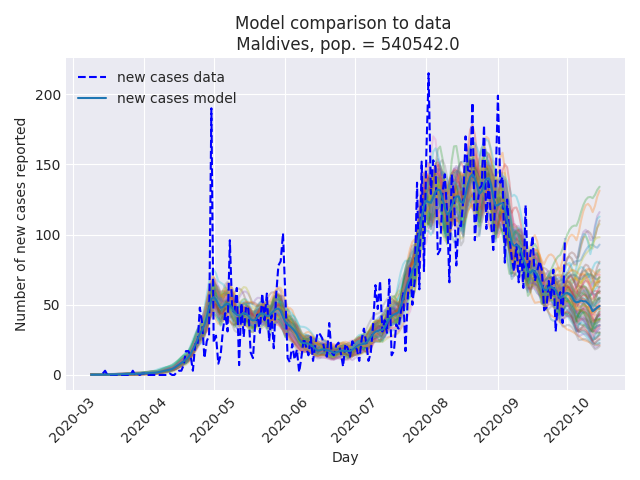 Model comparison to data
Maldives, pop. = 540542.0
new cases data
new cases model
Number of new cases reported
200
150
100
50
0
2020-03
2020-04
2020-05
2020-06
2020-07
2020-08
2020-09
2020-10
Day